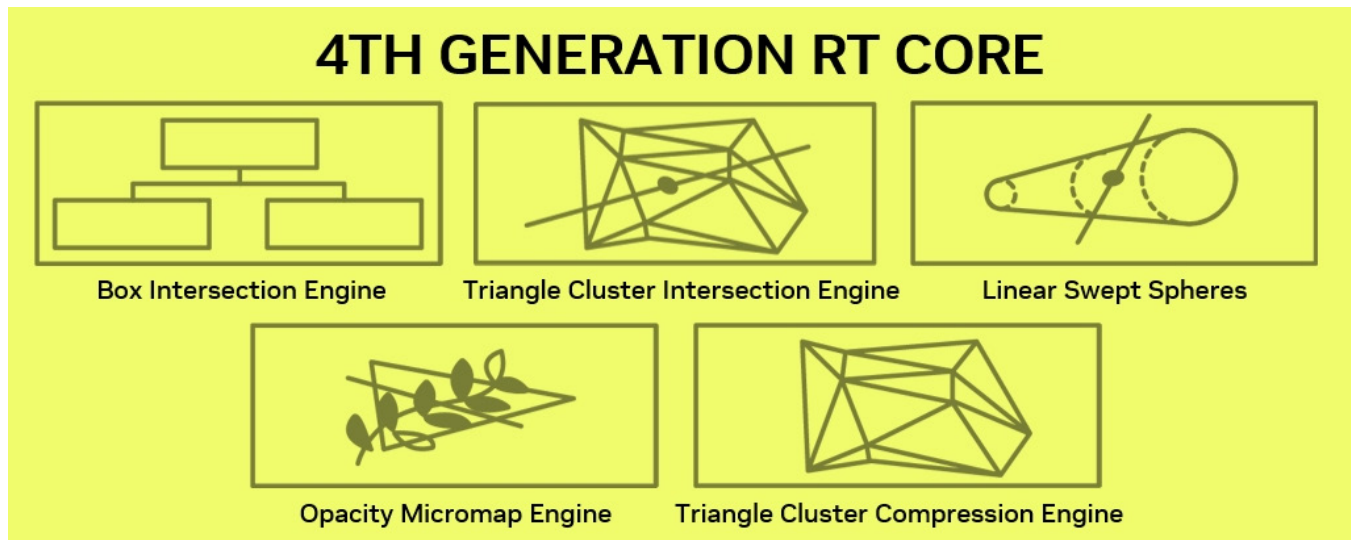 4TH GENERATION RT CORE
Box Intersection Engine
Triangle Cluster Intersection Engine
Linear Swept Spheres
Opacity Micromap Engine
Triangle Cluster Compression Engine